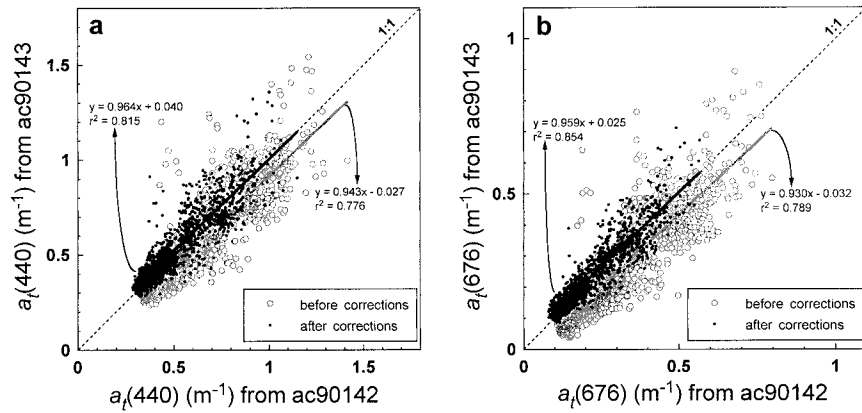 a
1:1
1.5
1
0.5
0
0
0.5
1
1.5
a_t(440) (m⁻¹) from ac90143
a_t(440) (m⁻¹) from ac90142
y = 0.964x + 0.040
r² = 0.815
y = 0.943x - 0.027
r² = 0.776
before corrections
after corrections
b
1:1
1
0.5
0
0
0.5
1
a_t(676) (m⁻¹) from ac90143
a_t(676) (m⁻¹) from ac90142
y = 0.959x + 0.025
r² = 0.854
y = 0.930x - 0.032
r² = 0.789
before corrections
after corrections